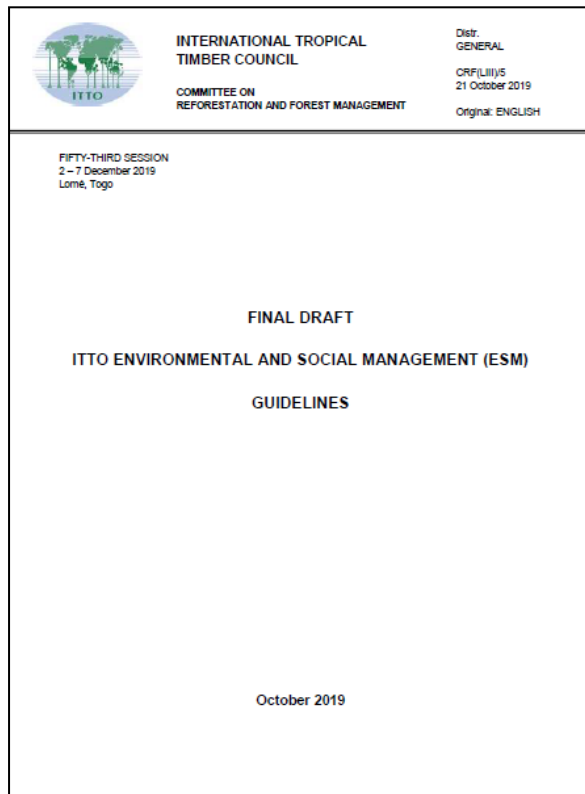 ITTO
INTERNATIONAL TROPICAL
TIMBER COUNCIL
COMMITTEE ON
REFORESTATION AND FOREST MANAGEMENT
Distr.
GENERAL
CRF(LIII)/5
21 October 2019
Original: ENGLISH
FIFTY-THIRD SESSION
2 – 7 December 2019
Lomé, Togo
FINAL DRAFT
ITTO ENVIRONMENTAL AND SOCIAL MANAGEMENT (ESM)
GUIDELINES
October 2019